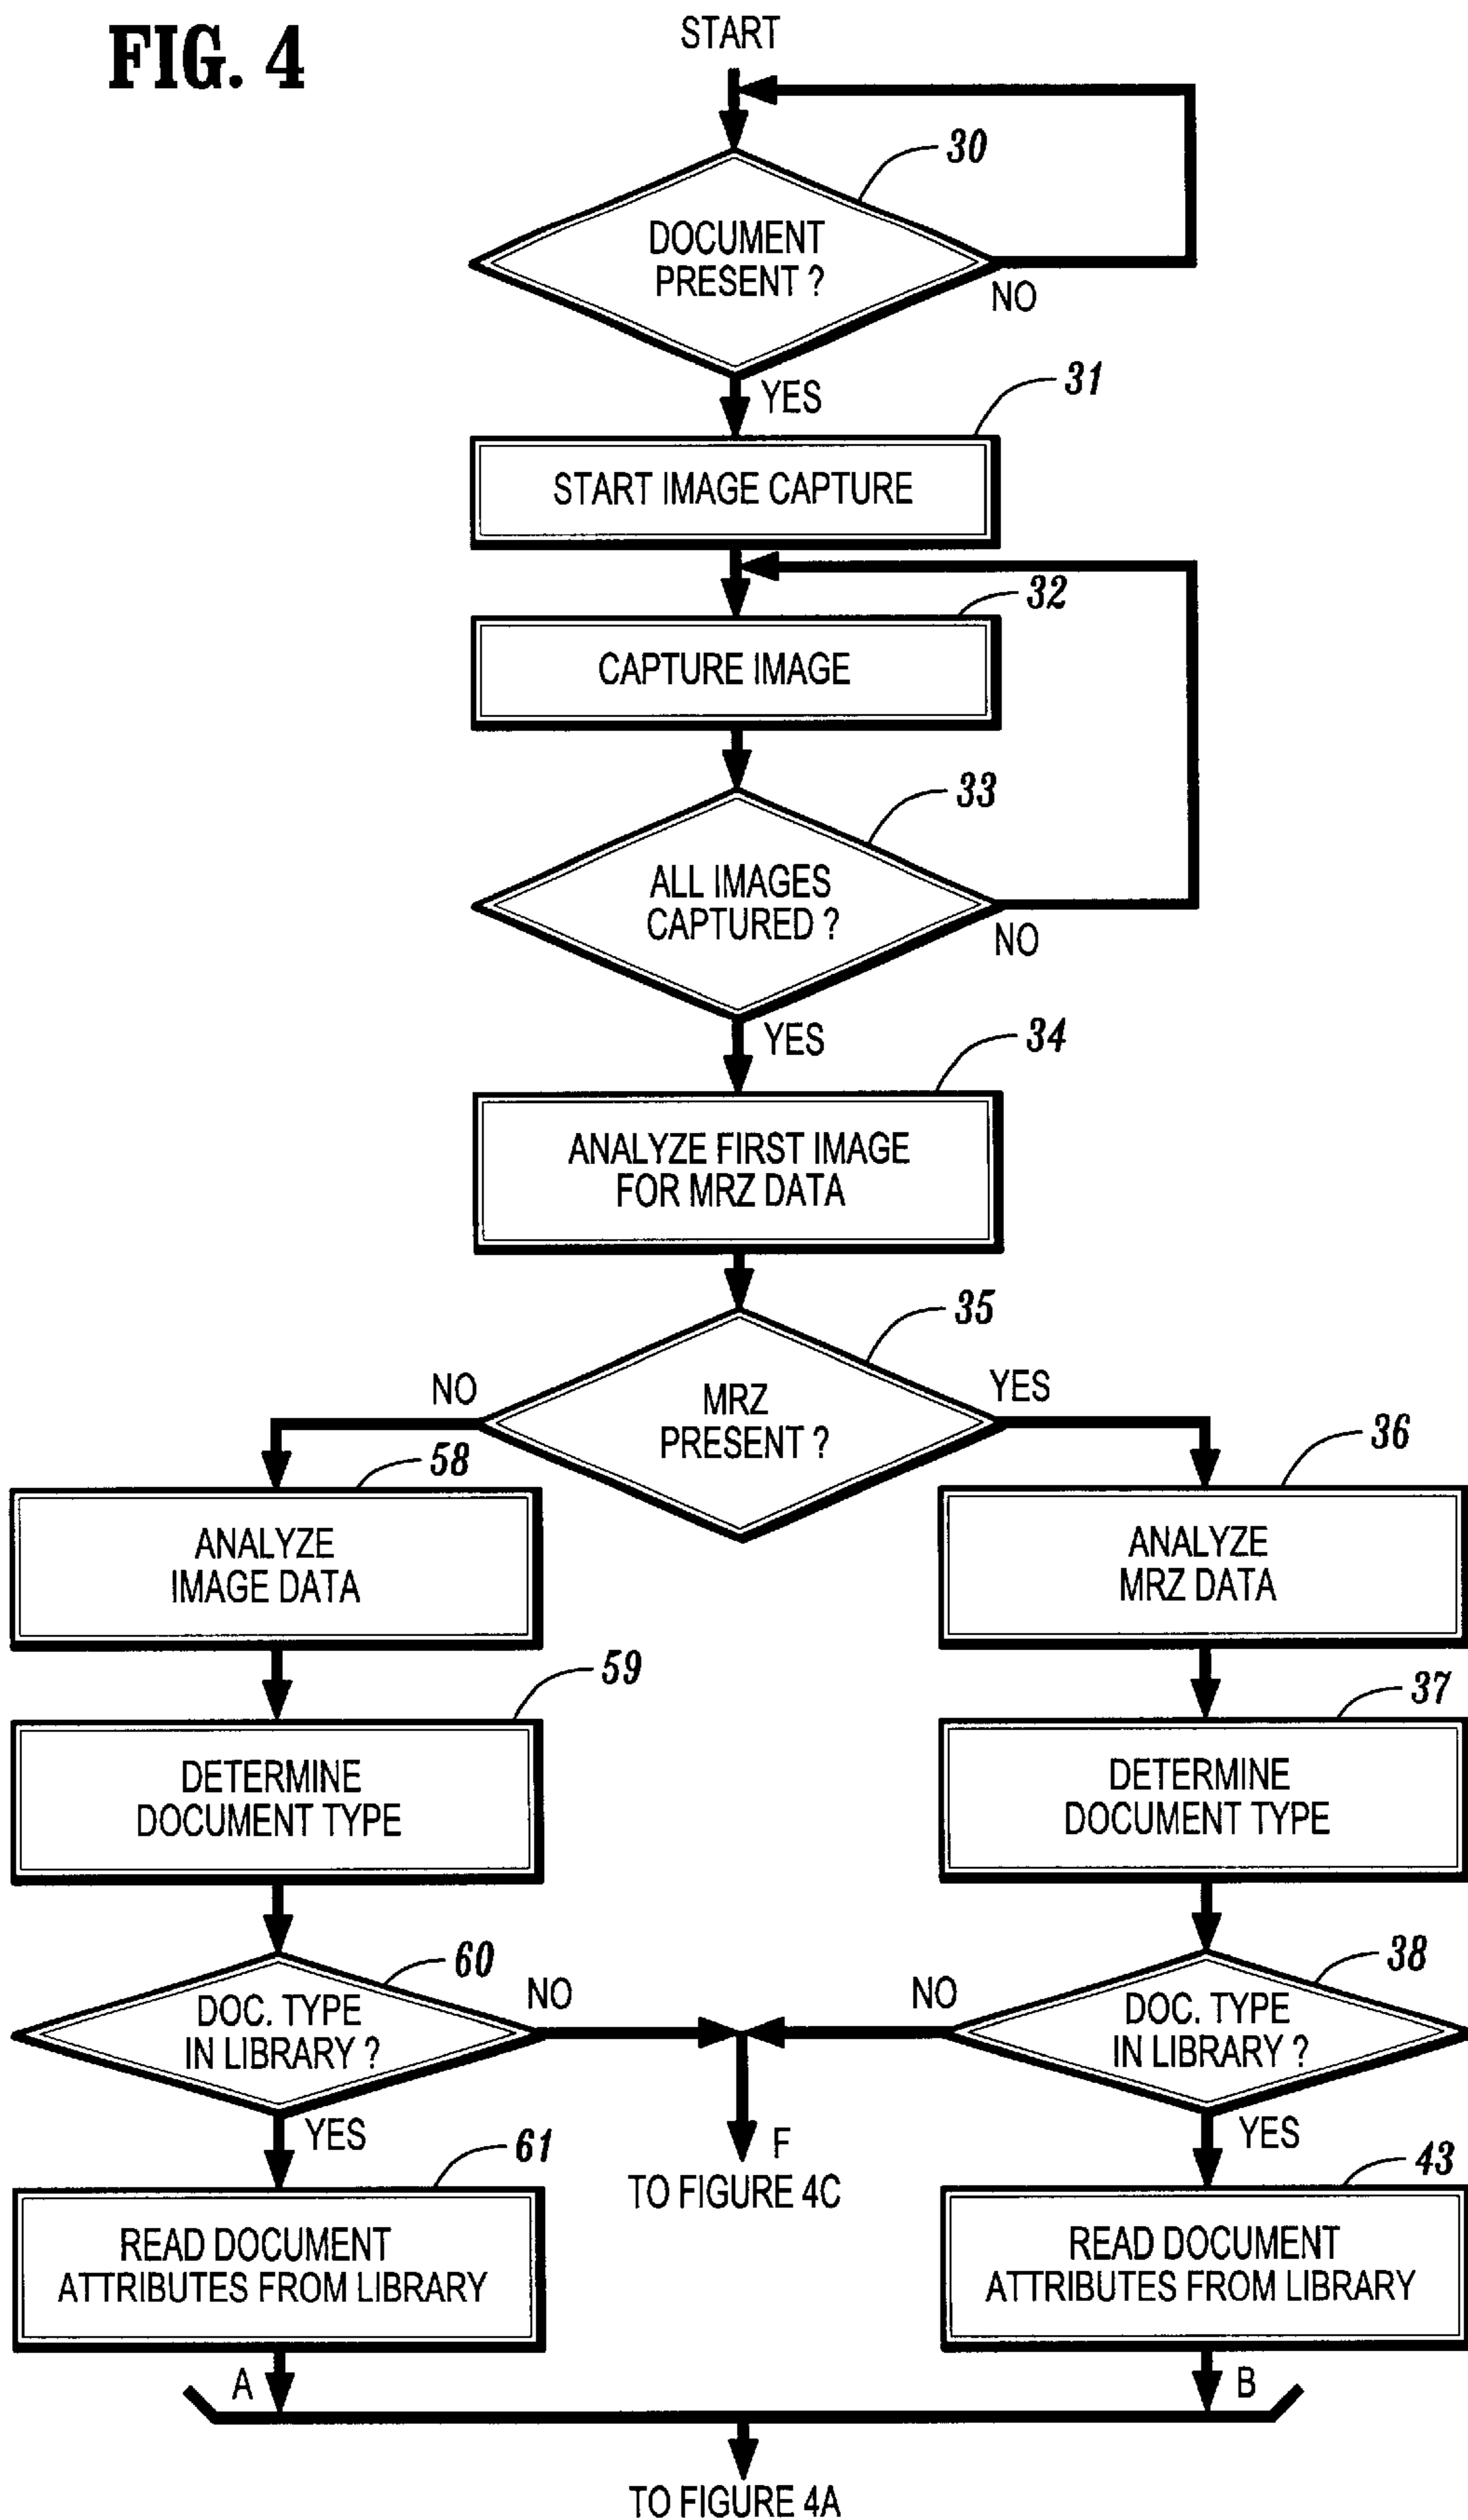 FIG. 4
START
30
DOCUMENT
PRESENT ?
NO
YES
31
START IMAGE CAPTURE
32
CAPTURE IMAGE
33
ALL IMAGES
CAPTURED ?
NO
YES
34
ANALYZE FIRST IMAGE
FOR MRZ DATA
35
MRZ
PRESENT ?
NO
YES
58
ANALYZE
IMAGE DATA
36
ANALYZE
MRZ DATA
59
DETERMINE
DOCUMENT TYPE
37
DETERMINE
DOCUMENT TYPE
60
DOC. TYPE
IN LIBRARY ?
NO
YES
38
DOC. TYPE
IN LIBRARY ?
NO
YES
F
TO FIGURE 4C
61
READ DOCUMENT
ATTRIBUTES FROM LIBRARY
43
READ DOCUMENT
ATTRIBUTES FROM LIBRARY
A
B
TO FIGURE 4A